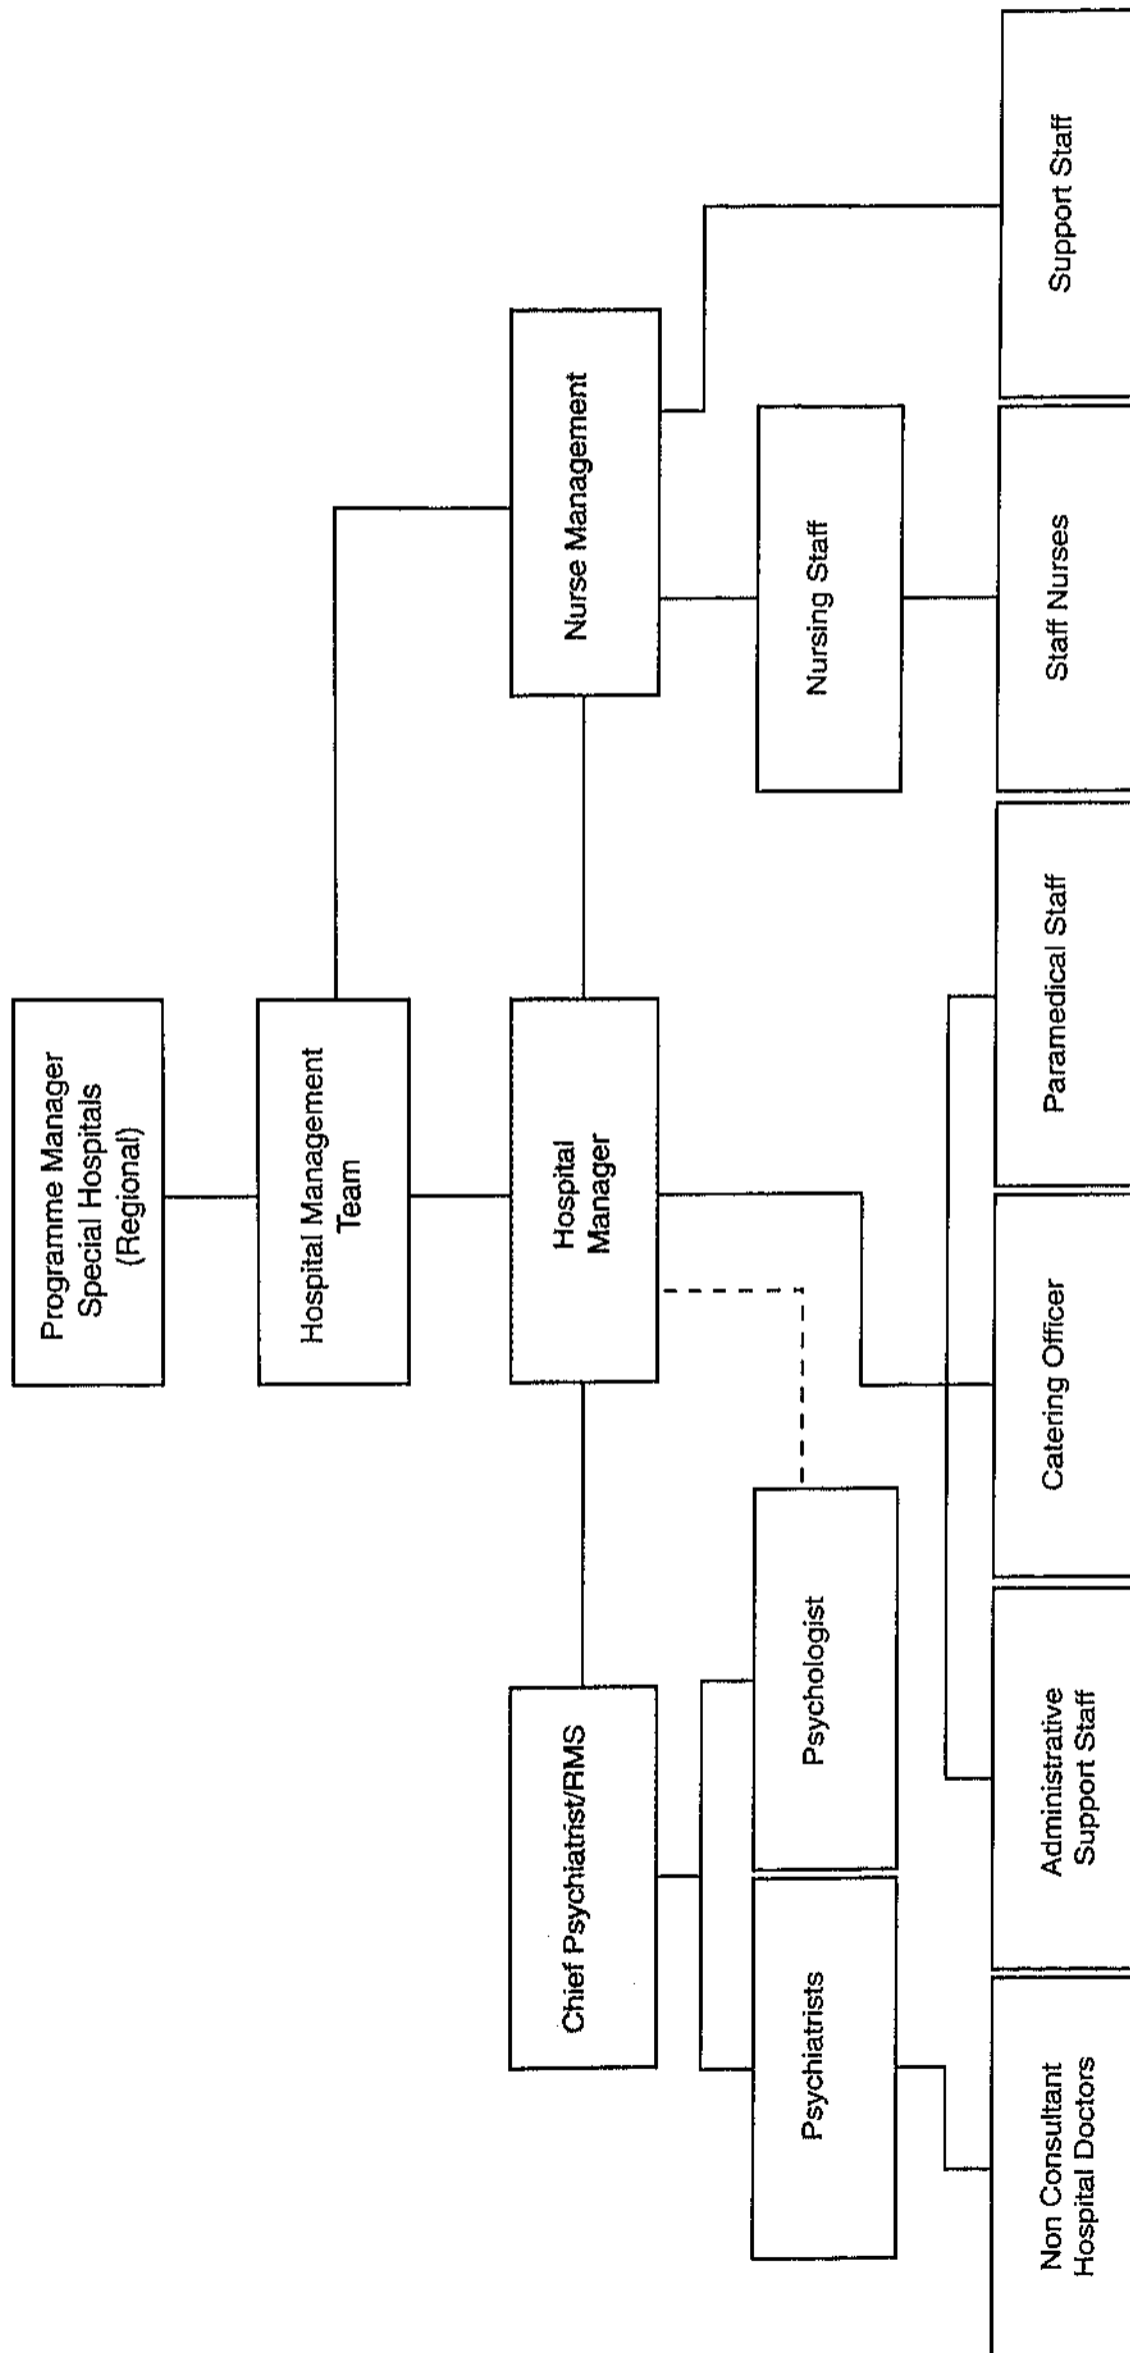 Programme Manager
Special Hospitals
(Regional)
Hospital Management
Team
Chief Psychiatrist/RMS
Hospital
Manager
Nurse Management
Psychiatrists
Psychologist
Nursing Staff
Non Consultant
Hospital Doctors
Administrative
Support Staff
Catering Officer
Paramedical Staff
Staff Nurses
Support Staff